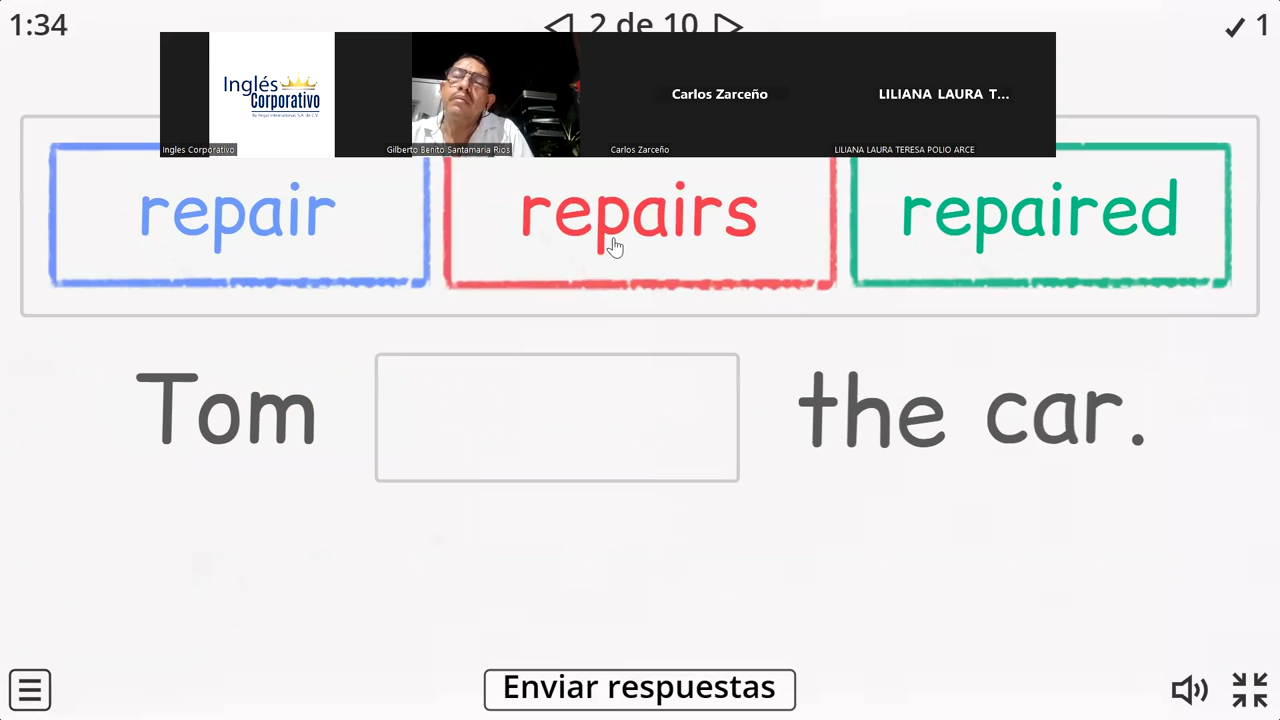 1:34
2 de 10
1
Inglés
Corporativo
Carlos Zarceño
LILIANA LAURA T...
Ingles Corporativo
Gilberto Benito Santamaria Rios
Carlos Zarceño
LILIANA LAURA TERESA POLIO ARCE
repair
repairs
repaired
Tom
the car.
Enviar respuestas